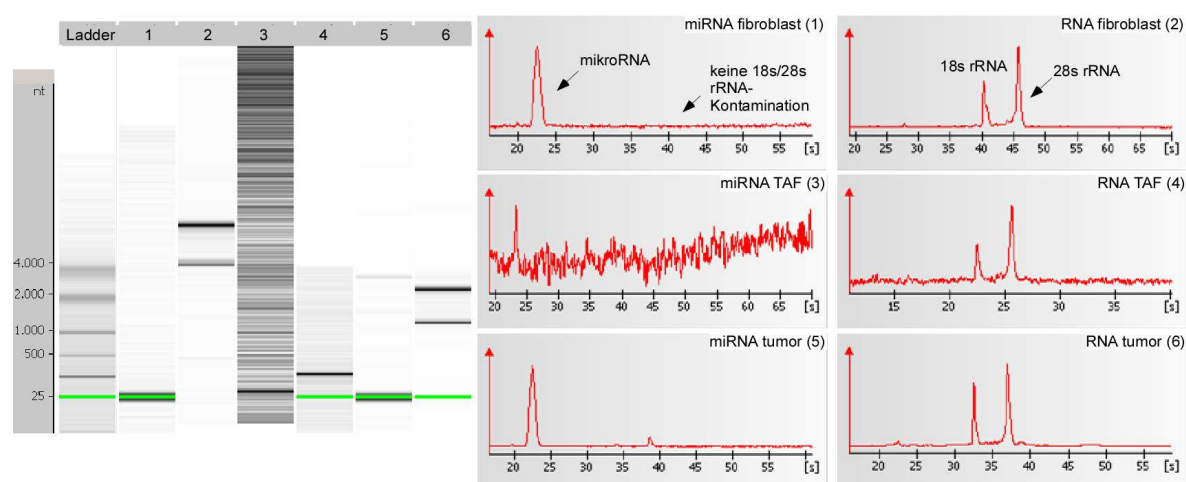 Ladder 1 2 3 4 5 6
nt
4.000
2.000
1.000
500
25
miRNA fibroblast (1)
mikroRNA
keine 18s/28s
rRNA-
Kontamination
20 25 30 35 40 45 50 55 [s]
RNA fibroblast (2)
18s rRNA
28s rRNA
20 25 30 35 40 45 50 55 60 65 [s]
miRNA TAF (3)
20 25 30 35 40 45 50 55 60 65 [s]
RNA TAF (4)
15 20 25 30 35 [s]
miRNA tumor (5)
20 25 30 35 40 45 50 55 [s]
RNA tumor (6)
20 25 30 35 40 45 50 55 [s]